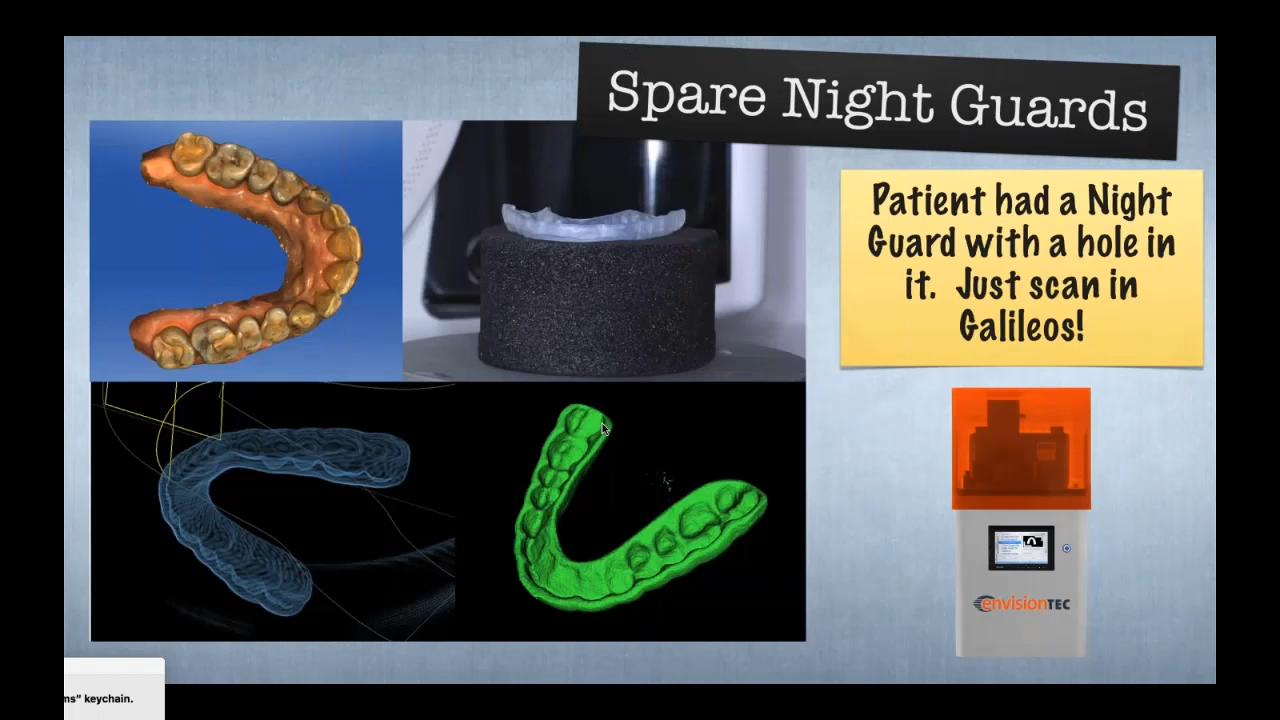 Spare Night Guards
Patient had a Night
Guard with a hole in
it. Just scan in
Galileos!
envisionTEC
ms” keychain.